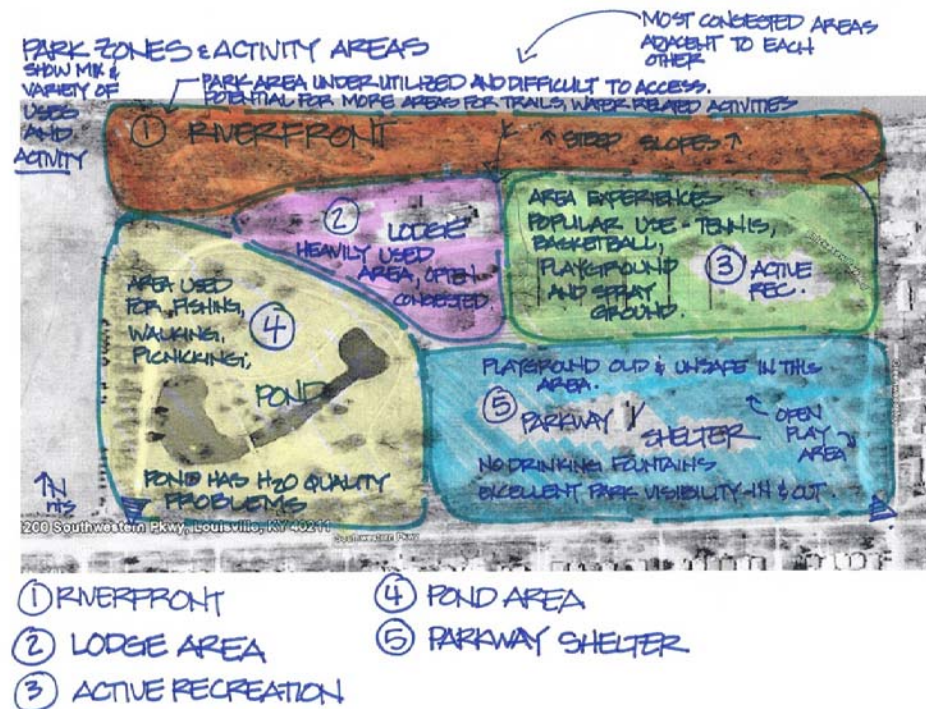 PARK ZONES & ACTIVITY AREAS
SHOW MIX &
VARIETY OF
USES
AND
ACTIVITY
MOST CONGESTED AREAS
ADJACENT TO EACH
OTHER
PARK AREA UNDERUTILIZED AND DIFFICULT TO ACCESS.
POTENTIAL FOR MORE AREAS FOR TRAILS, WATER RELATED ACTIVITIES
① RIVERFRONT
↑ STEEP SLOPES ↑
②
LODGE
HEAVILY USED
AREA, OFTEN
CONGESTED.
AREA EXPERIENCES
POPULAR USE - TENNIS,
BASKETBALL,
PLAYGROUND
AND SPRAY
GROUND.
③ ACTIVE
REC.
AREA USED
FOR FISHING,
WALKING,
PICNICKING,
④
POND
POND HAS H2O QUALITY
PROBLEMS
PLAYGROUND OLD & UNSAFE IN THIS
AREA.
⑤ PARKWAY
SHELTER
OPEN
PLAY
AREA
NO DRINKING FOUNTAINS
EXCELLENT PARK VISIBILITY-IN & OUT.
N
NTS
200 Southwestern Pkwy, Louisville, KY 40211
Southwestern Pkwy
① RIVERFRONT
② LODGE AREA
③ ACTIVE RECREATION
④ POND AREA
⑤ PARKWAY SHELTER